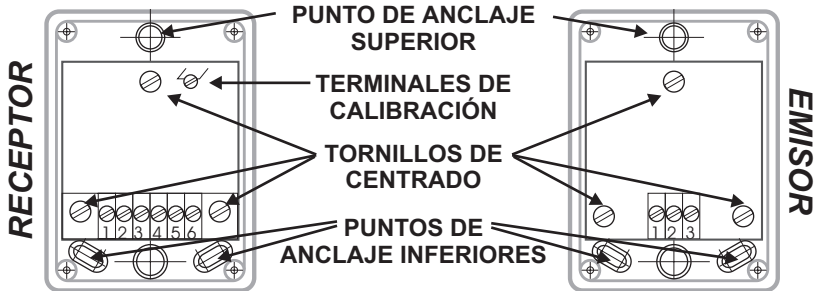 PUNTO DE ANCLAJE
SUPERIOR
TERMINALES DE
CALIBRACIÓN
TORNILLOS DE
CENTRADO
PUNTOS DE
ANCLAJE INFERIORES
RECEPTOR
1 2 3 4 5 6
EMISOR
1 2 3